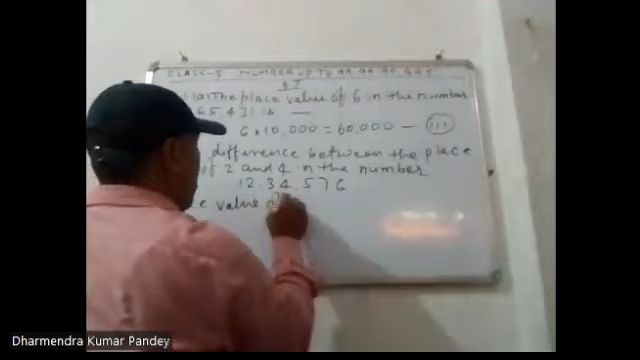 CLASS-5 NUMBER UP TO 99,99,99,999
The place value of 6 in the number
65,431 is —
6 x 10,000 = 60,000 —
difference between the place
of 2 and 4 in the number
12,34,576
e value of
Dharmendra Kumar Pandey